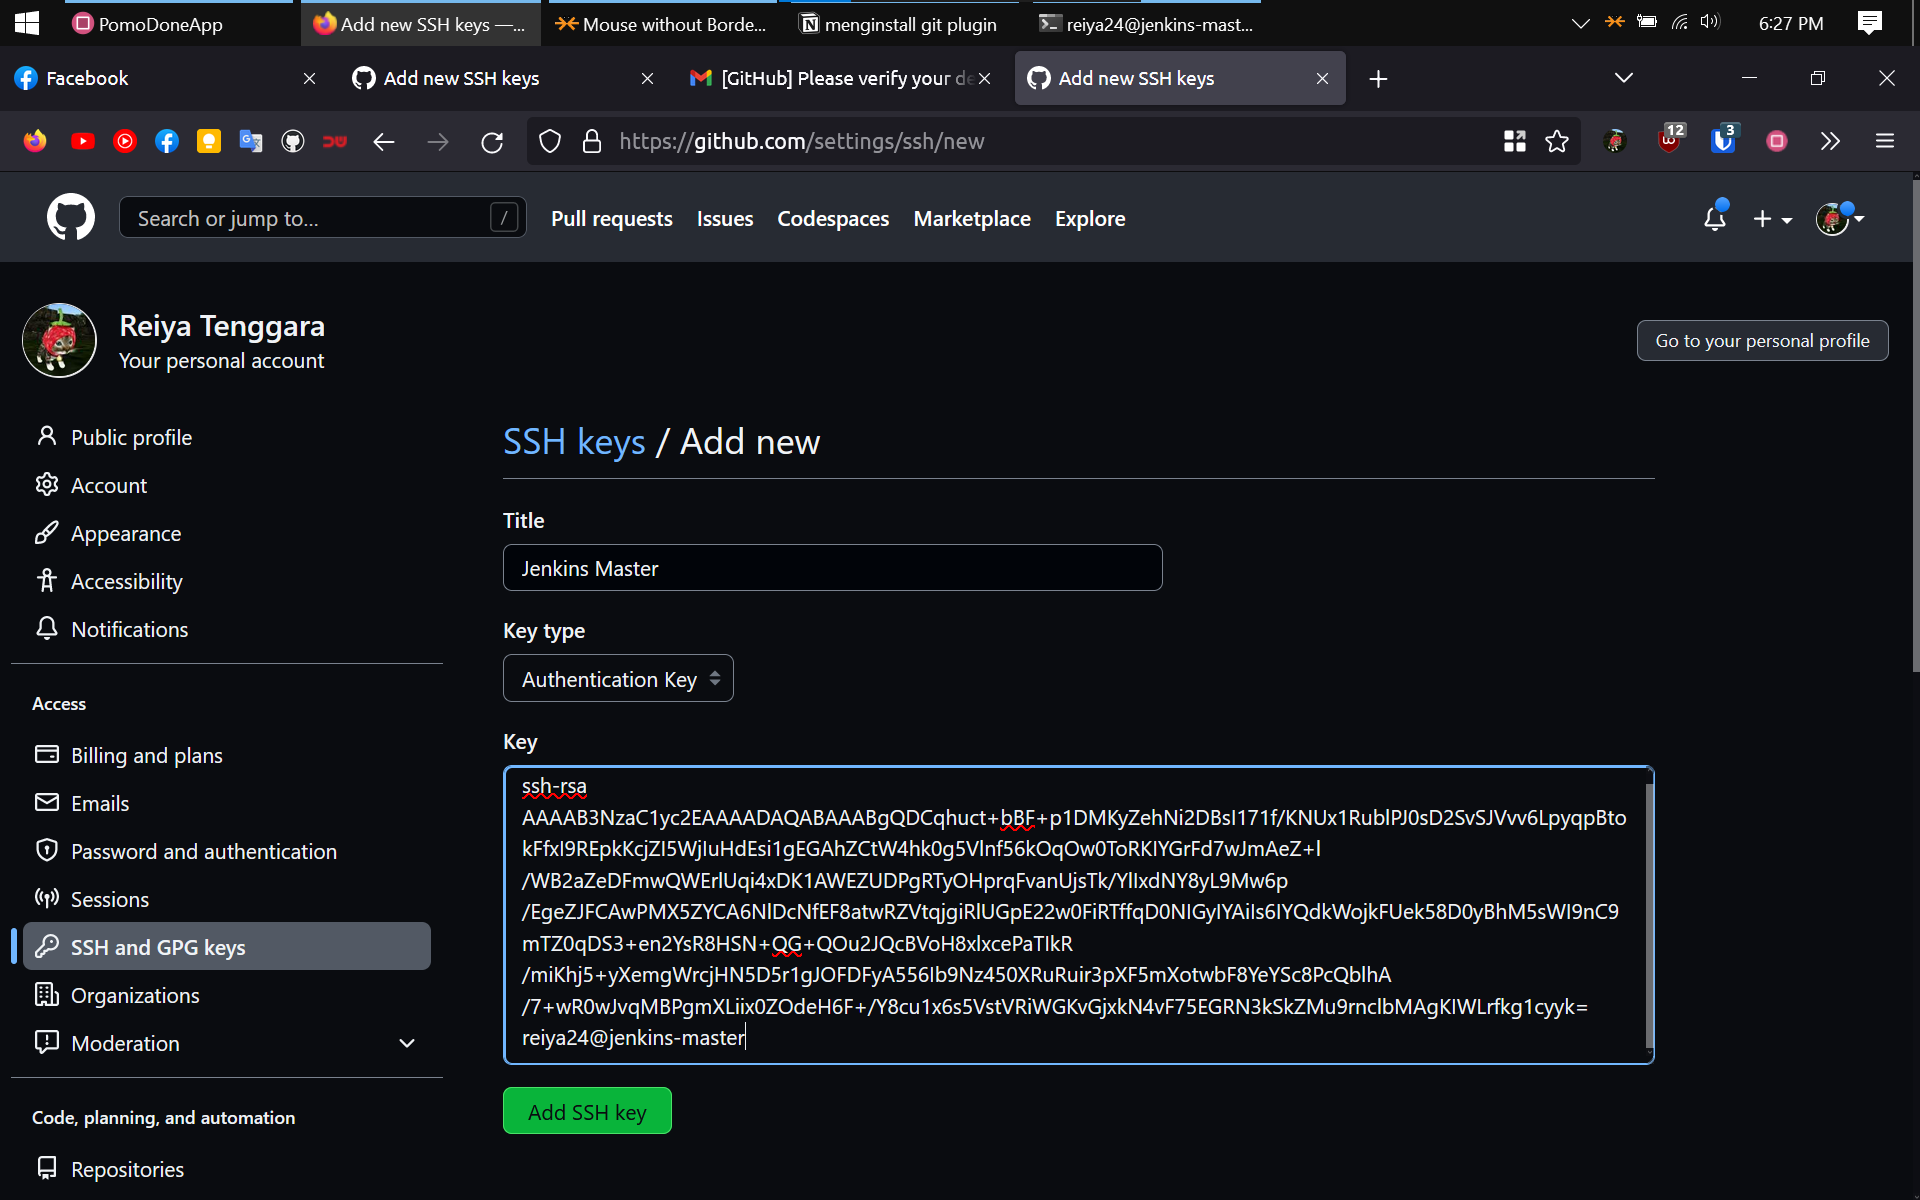 PomoDoneApp
Add new SSH keys —...
Mouse without Borde...
menginstall git plugin
reiya24@jenkins-mast...
6:27 PM
Facebook
Add new SSH keys
[GitHub] Please verify your de
Add new SSH keys
https://github.com/settings/ssh/new
12
3
Search or jump to...
/
Pull requests
Issues
Codespaces
Marketplace
Explore
Reiya Tenggara
Your personal account
Go to your personal profile
Public profile
Account
Appearance
Accessibility
Notifications
Access
Billing and plans
Emails
Password and authentication
Sessions
SSH and GPG keys
Organizations
Moderation
Code, planning, and automation
Repositories
SSH keys / Add new
Title
Jenkins Master
Key type
Authentication Key
Key
ssh-rsa
AAAAB3NzaC1yc2EAAAADAQABAAABgQDCqhuct+bBF+p1DMKyZehNi2DBsI171f/KNUx1RublPJ0sD2SvSJVvv6LpyqpBto
kFfxI9REpkKcjZI5WjIuHdEsi1gEGAhZCtW4hk0g5VInf56kOqOw0ToRKIYGrFd7wJmAeZ+l
/WB2aZeDFmwQWErlUqi4xDK1AWEZUDPgRTyOHprqFvanUjsTk/YlIxdNY8yL9Mw6p
/EgeZJFCAwPMX5ZYCA6NlDcNfEF8atwRZVtqjgiRlUGpE22w0FiRTffqD0NIGyIYAiIs6IYQdkWojkFUek58D0yBhM5sWI9nC9
mTZ0qDS3+en2YsR8HSN+QG+QOu2JQcBVoH8xlxcePaTIkR
/miKhj5+yXemgWrcjHN5D5r1gJOFDFyA556Ib9Nz450XRuRuir3pXF5mXotwbF8YeYSc8PcQblhA
/7+wR0wJvqMBPgmXLiix0ZOdeH6F+/Y8cu1x6s5VstVRiWGKvGjxkN4vF75EGRN3kSkZMu9rnclbMAgKIWLrfkg1cyyk=
reiya24@jenkins-master
Add SSH key